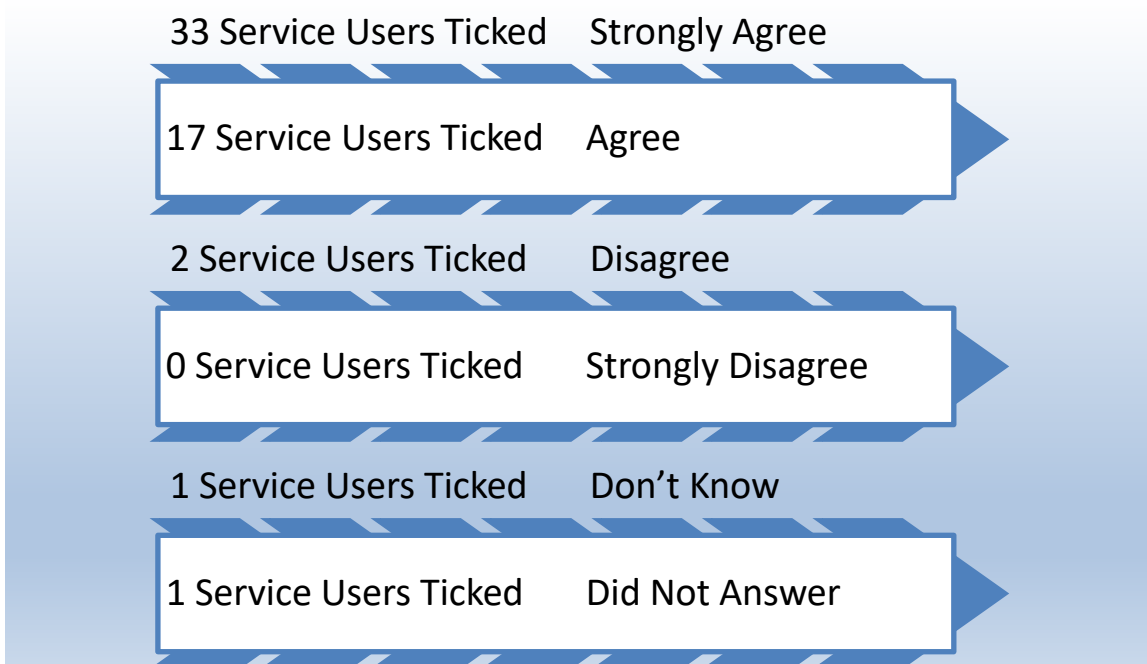 33 Service Users Ticked Strongly Agree
17 Service Users Ticked Agree
2 Service Users Ticked Disagree
0 Service Users Ticked Strongly Disagree
1 Service Users Ticked Don’t Know
1 Service Users Ticked Did Not Answer